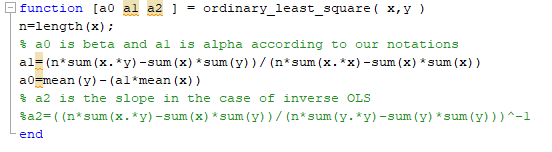 function [a0 a1 a2 ] = ordinary_least_square( x,y )
n=length(x);
% a0 is beta and a1 is alpha according to our notations
a1=(n*sum(x.*y)-sum(x)*sum(y))/(n*sum(x.*x)-sum(x)*sum(x))
a0=mean(y)-(a1*mean(x))
% a2 is the slope in the case of inverse OLS
%a2=((n*sum(x.*y)-sum(x)*sum(y))/(n*sum(y.*y)-sum(y)*sum(y)))^-1
end